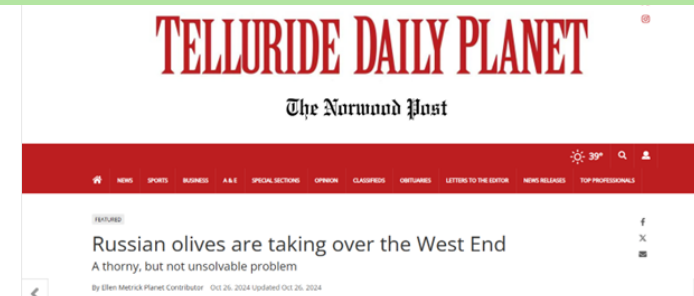 TELLURIDE DAILY PLANET
The Norwood Post
39°
NEWS SPORTS BUSINESS A & E SPECIAL SECTIONS OPINION CLASSIFIEDS OBITUARIES LETTERS TO THE EDITOR NEWS RELEASES TOP PROFESSIONALS
FEATURED
Russian olives are taking over the West End
A thorny, but not unsolvable problem
By Ellen Metrick Planet Contributor Oct 26, 2024 Updated Oct 26, 2024